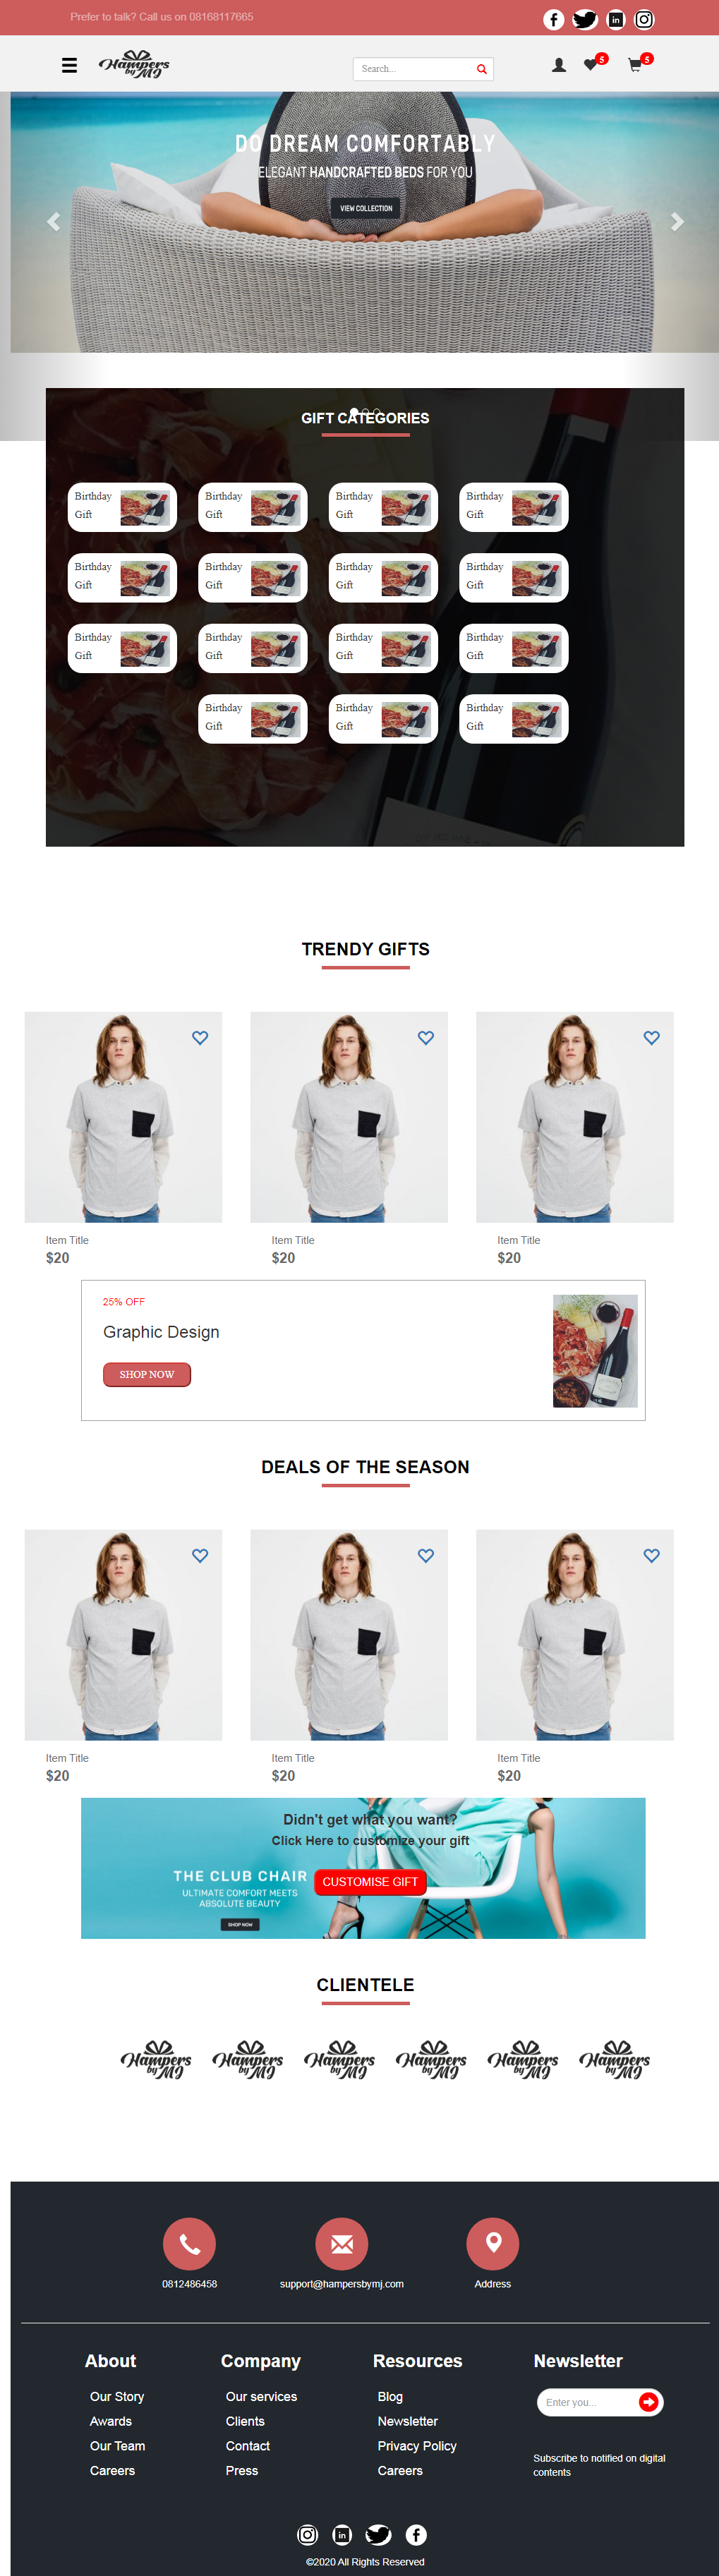 Prefer to talk? Call us on 08168117665
in
Hampers
by MJ
Search...
5
5
DO DREAM COMFORTABLY
ELEGANT HANDCRAFTED BEDS FOR YOU
VIEW COLLECTION
GIFT CATEGORIES
Birthday Birthday Birthday Birthday
Gift Gift Gift Gift
Birthday Birthday Birthday Birthday
Gift Gift Gift Gift
Birthday Birthday Birthday Birthday
Gift Gift Gift Gift
Birthday Birthday Birthday
Gift Gift Gift
TRENDY GIFTS
Item Title Item Title Item Title
$20 $20 $20
25% OFF
Graphic Design
SHOP NOW
DEALS OF THE SEASON
Item Title Item Title Item Title
$20 $20 $20
Didn't get what you want?
Click Here to customize your gift
THE CLUB CHAIR
CUSTOMISE GIFT
ULTIMATE COMFORT MEETS
ABSOLUTE BEAUTY
SHOP NOW
CLIENTELE
Hampers Hampers Hampers Hampers Hampers Hampers
by MJ by MJ by MJ by MJ by MJ by MJ
0812486458 support@hampersbymj.com Address
About Company Resources Newsletter
Our Story Our services Blog Enter you...
Awards Clients Newsletter
Our Team Contact Privacy Policy
Careers Press Careers
Subscribe to notified on digital
contents
in
©2020 All Rights Reserved